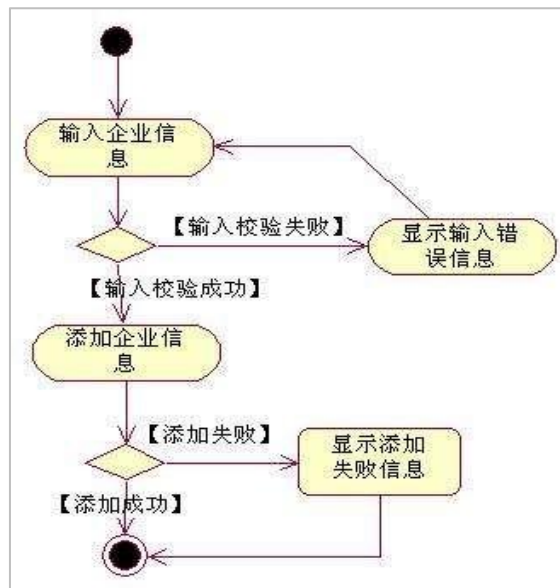 输入企业信
息
【输入校验失败】
显示输入错
误信息
【输入校验成功】
添加企业信
息
【添加失败】
显示添加
失败信息
【添加成功】